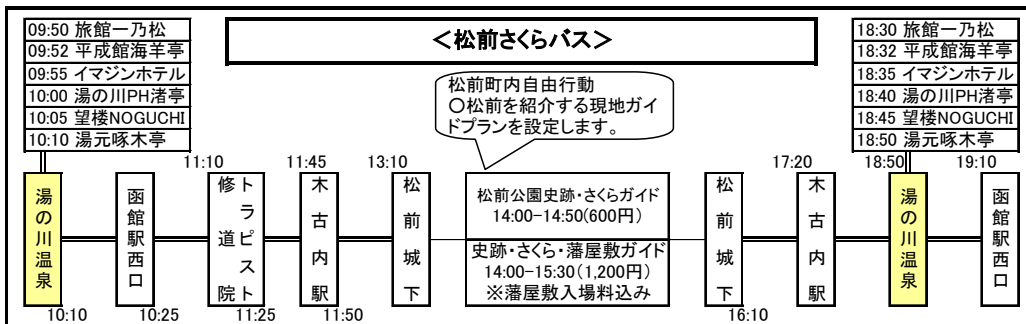 <松前さくらバス>
09:50 旅館一乃松
09:52 平成館海羊亭
09:55 イマジンホテル
10:00 湯の川PH渚亭
10:05 望楼NOGUCHI
10:10 湯元啄木亭
松前町内自由行動
○松前を紹介する現地ガイ
ドプランを設定します。
18:30 旅館一乃松
18:32 平成館海羊亭
18:35 イマジンホテル
18:40 湯の川PH渚亭
18:45 望楼NOGUCHI
18:50 湯元啄木亭
11:10
11:45
13:10
17:20
18:50
19:10
湯の川温泉
函館駅西口
トラピスト
修道院
木古内駅
松前城下
松前公園史跡・さくらガイド
14:00-14:50(600円)
史跡・さくら・藩屋敷ガイド
14:00-15:30(1,200円)
※藩屋敷入場料込み
松前城下
木古内駅
湯の川温泉
函館駅西口
10:10
10:25
11:25
11:50
16:10